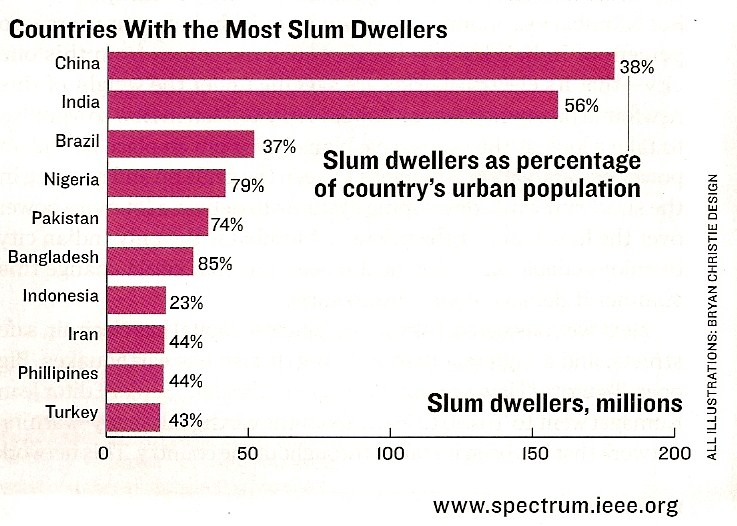 Countries With the Most Slum Dwellers
China 38%
India 56%
Brazil 37%
Nigeria 79%
Pakistan 74%
Bangladesh 85%
Indonesia 23%
Iran 44%
Phillipines 44%
Turkey 43%
Slum dwellers as percentage
of country's urban population
Slum dwellers, millions
0 50 100 150 200
www.spectrum.ieee.org
ALL ILLUSTRATIONS: BRYAN CHRISTIE DESIGN